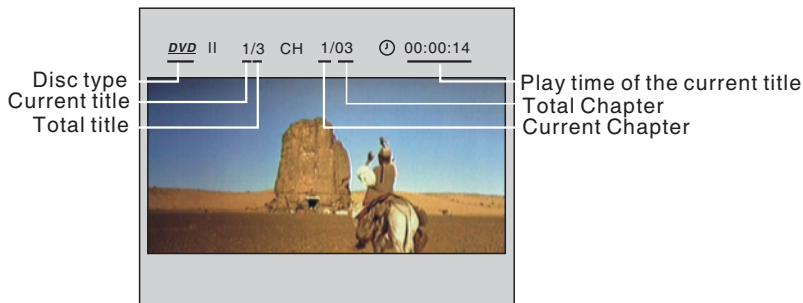 DVD II 1/3 CH 1/03 00:00:14
Disc type
Current title
Total title
Play time of the current title
Total Chapter
Current Chapter